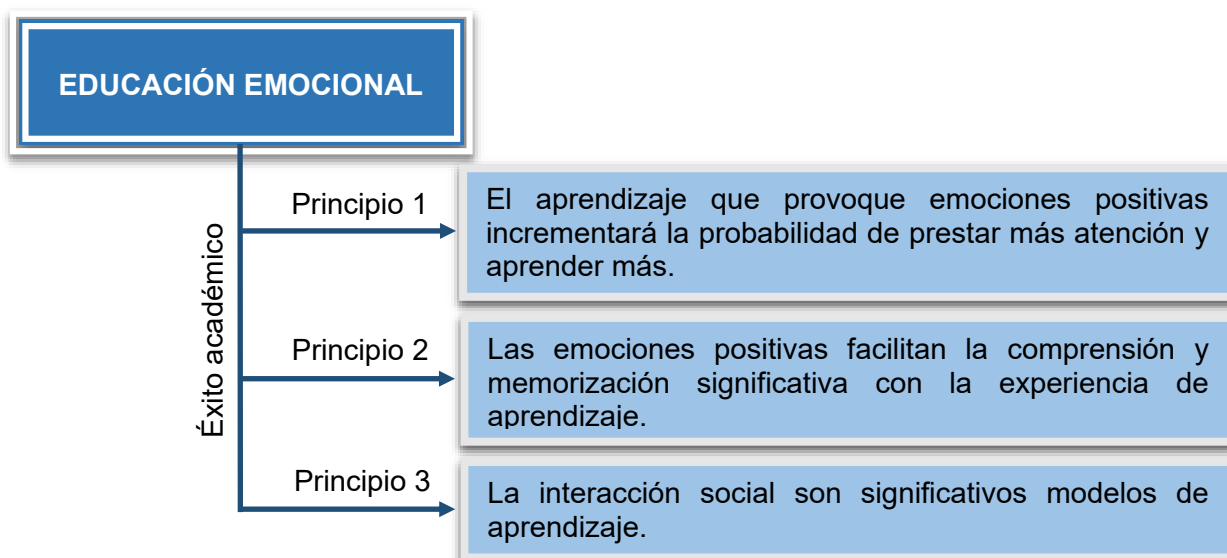 EDUCACIÓN EMOCIONAL
Éxito académico
Principio 1
El aprendizaje que provoque emociones positivas
incrementará la probabilidad de prestar más atención y
aprender más.
Principio 2
Las emociones positivas facilitan la comprensión y
memorización significativa con la experiencia de
aprendizaje.
Principio 3
La interacción social son significativos modelos de
aprendizaje.